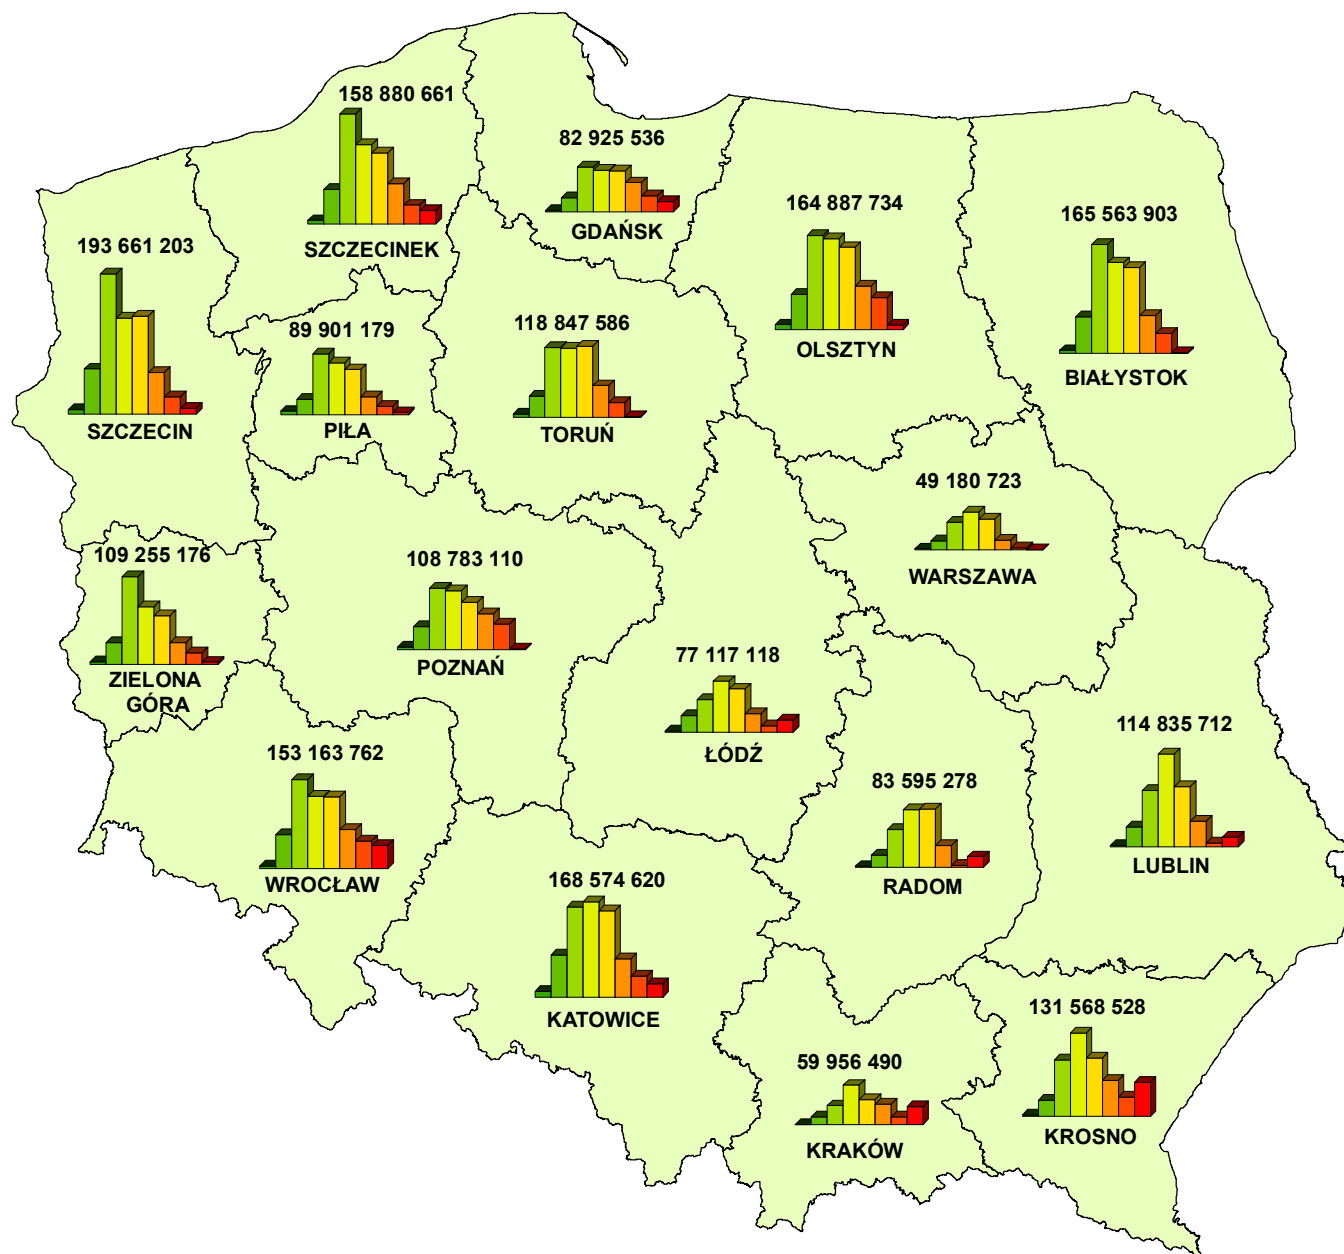 158 880 661
SZCZECINEK
82 925 536
GDAŃSK
164 887 734
OLSZTYN
165 563 903
BIAŁYSTOK
193 661 203
SZCZECIN
89 901 179
PIŁA
118 847 586
TORUŃ
49 180 723
WARSZAWA
109 255 176
ZIELONA
GÓRA
108 783 110
POZNAŃ
77 117 118
ŁÓDŹ
114 835 712
LUBLIN
153 163 762
WROCŁAW
83 595 278
RADOM
168 574 620
KATOWICE
59 956 490
KRAKÓW
131 568 528
KROSNO